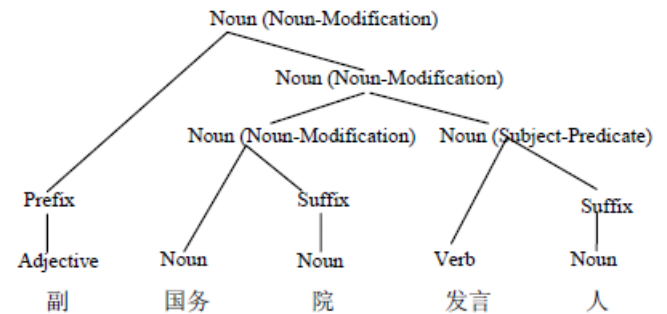 Noun (Noun-Modification)
Noun (Noun-Modification)
Noun (Noun-Modification) Noun (Subject-Predicate)
Prefix Suffix Suffix
Adjective Noun Noun Verb Noun
副 国务 院 发言 人